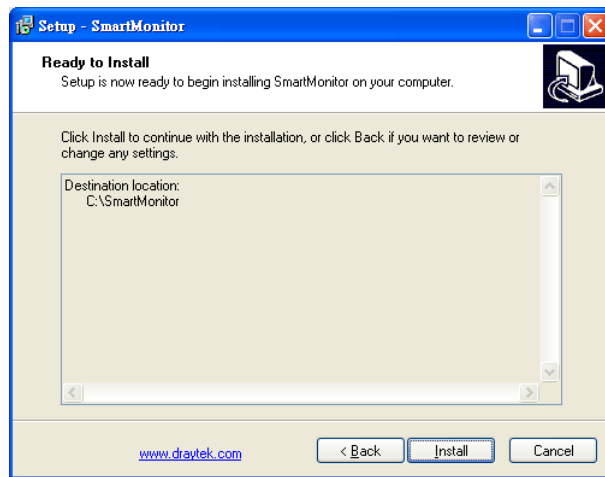 Setup - SmartMonitor
Ready to Install
Setup is now ready to begin installing SmartMonitor on your computer.
Click Install to continue with the installation, or click Back if you want to review or
change any settings.
Destination location:
C:\SmartMonitor
www.draytek.com
< Back
Install
Cancel